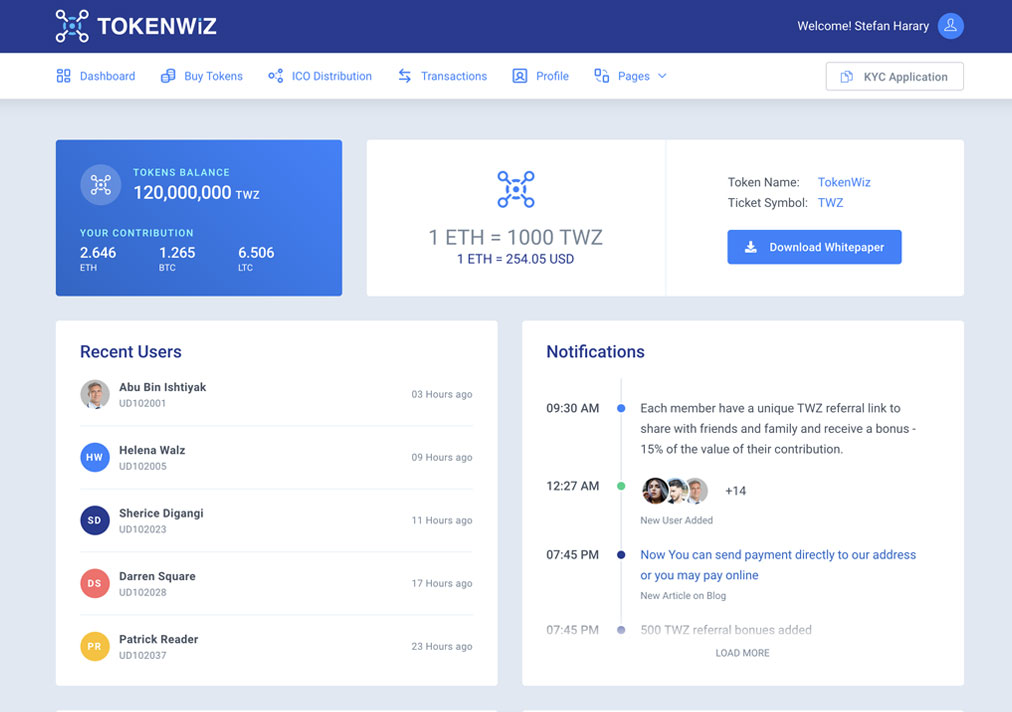 TOKENWiZ
Welcome! Stefan Harary
Dashboard
Buy Tokens
ICO Distribution
Transactions
Profile
Pages
KYC Application
TOKENS BALANCE
120,000,000 TWZ
YOUR CONTRIBUTION
2.646 1.265 6.506
ETH BTC LTC
1 ETH = 1000 TWZ
1 ETH = 254.05 USD
Token Name: TokenWiz
Ticket Symbol: TWZ
Download Whitepaper
Recent Users
Abu Bin Ishtiyak
UD102001
03 Hours ago
HW
Helena Walz
UD102005
09 Hours ago
SD
Sherice Digangi
UD102023
11 Hours ago
DS
Darren Square
UD102028
17 Hours ago
PR
Patrick Reader
UD102037
23 Hours ago
Notifications
09:30 AM
Each member have a unique TWZ referral link to
share with friends and family and receive a bonus -
15% of the value of their contribution.
12:27 AM
+14
New User Added
07:45 PM
Now You can send payment directly to our address
or you may pay online
New Article on Blog
07:45 PM
500 TWZ referral bonues added
LOAD MORE